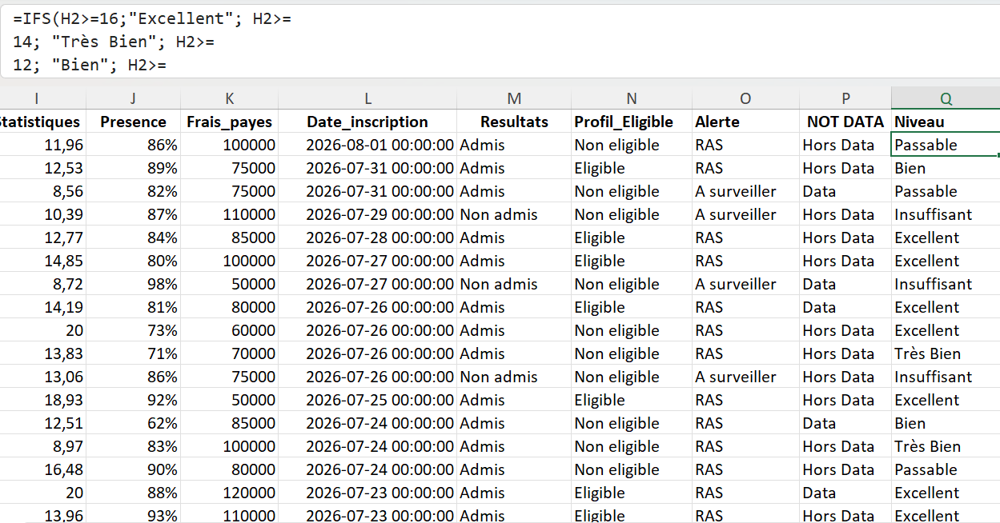 =IFS(H2>=16;"Excellent"; H2>=
14; "Très Bien"; H2>=
12; "Bien"; H2>=
I J K L M N O P Q
Statistiques Presence Frais_payes Date_inscription Resultats Profil_Eligible Alerte NOT DATA Niveau
11,96 86% 100000 2026-08-01 00:00:00 Admis Non eligible RAS Hors Data Passable
12,53 89% 75000 2026-07-31 00:00:00 Admis Eligible RAS Hors Data Bien
8,56 82% 75000 2026-07-31 00:00:00 Admis Non eligible A surveiller Data Passable
10,39 87% 110000 2026-07-29 00:00:00 Non admis Non eligible A surveiller Hors Data Insuffisant
12,77 84% 85000 2026-07-28 00:00:00 Admis Eligible RAS Hors Data Excellent
14,85 80% 100000 2026-07-27 00:00:00 Admis Eligible RAS Hors Data Excellent
8,72 98% 50000 2026-07-27 00:00:00 Non admis Non eligible A surveiller Data Insuffisant
14,19 81% 80000 2026-07-26 00:00:00 Admis Eligible RAS Data Excellent
20 73% 60000 2026-07-26 00:00:00 Admis Non eligible RAS Hors Data Excellent
13,83 71% 70000 2026-07-26 00:00:00 Admis Non eligible RAS Hors Data Très Bien
13,06 86% 75000 2026-07-26 00:00:00 Non admis Non eligible A surveiller Hors Data Insuffisant
18,93 92% 50000 2026-07-25 00:00:00 Admis Eligible RAS Hors Data Excellent
12,51 62% 85000 2026-07-24 00:00:00 Admis Non eligible RAS Data Bien
8,97 83% 100000 2026-07-24 00:00:00 Admis Non eligible RAS Hors Data Très Bien
16,48 90% 80000 2026-07-24 00:00:00 Admis Non eligible RAS Hors Data Passable
20 88% 120000 2026-07-23 00:00:00 Admis Eligible RAS Data Excellent
13,96 93% 110000 2026-07-23 00:00:00 Admis Eligible RAS Hors Data Excellent